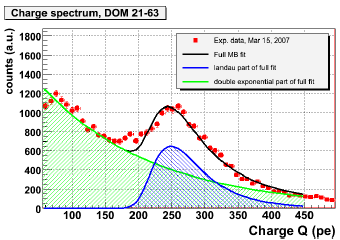 Charge spectrum, DOM 21-63
counts (a.u.)
1800
1600
1400
1200
1000
800
600
400
200
0
Exp. data, Mar 15, 2007
Full MB fit
landau part of full fit
double exponential part of full fit
100 150 200 250 300 350 400 450
Charge Q (pe)